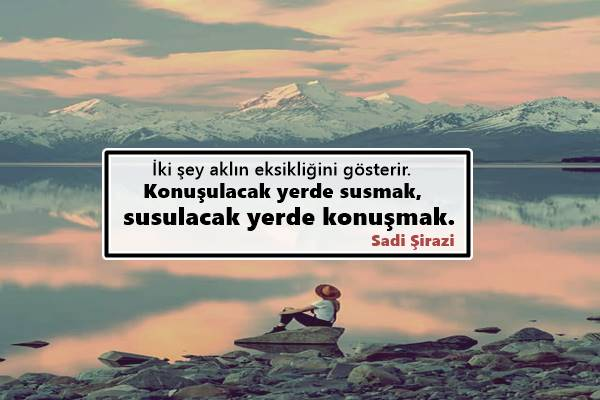 İki şey aklın eksikliğini gösterir.
Konuşulacak yerde susmak,
susulacak yerde konuşmak.
Sadi Şirazi